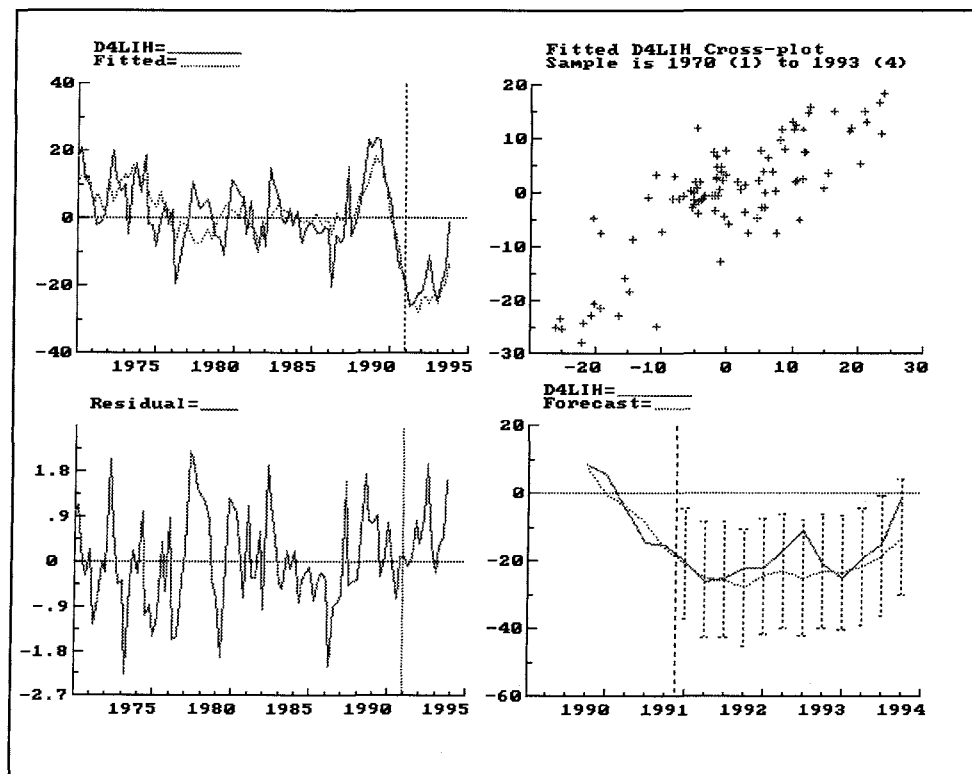 D4LIH=
Fitted=
40
20
0
-20
-40
1975 1980 1985 1990 1995
Fitted D4LIH Cross-plot
Sample is 1970 (1) to 1993 (4)
20
10
0
-10
-20
-30
-20 -10 0 10 20 30
Residual=
1.8
.9
0
-0.9
-1.8
-2.7
1975 1980 1985 1990 1995
D4LIH=
Forecast=
20
0
-20
-40
-60
1990 1991 1992 1993 1994